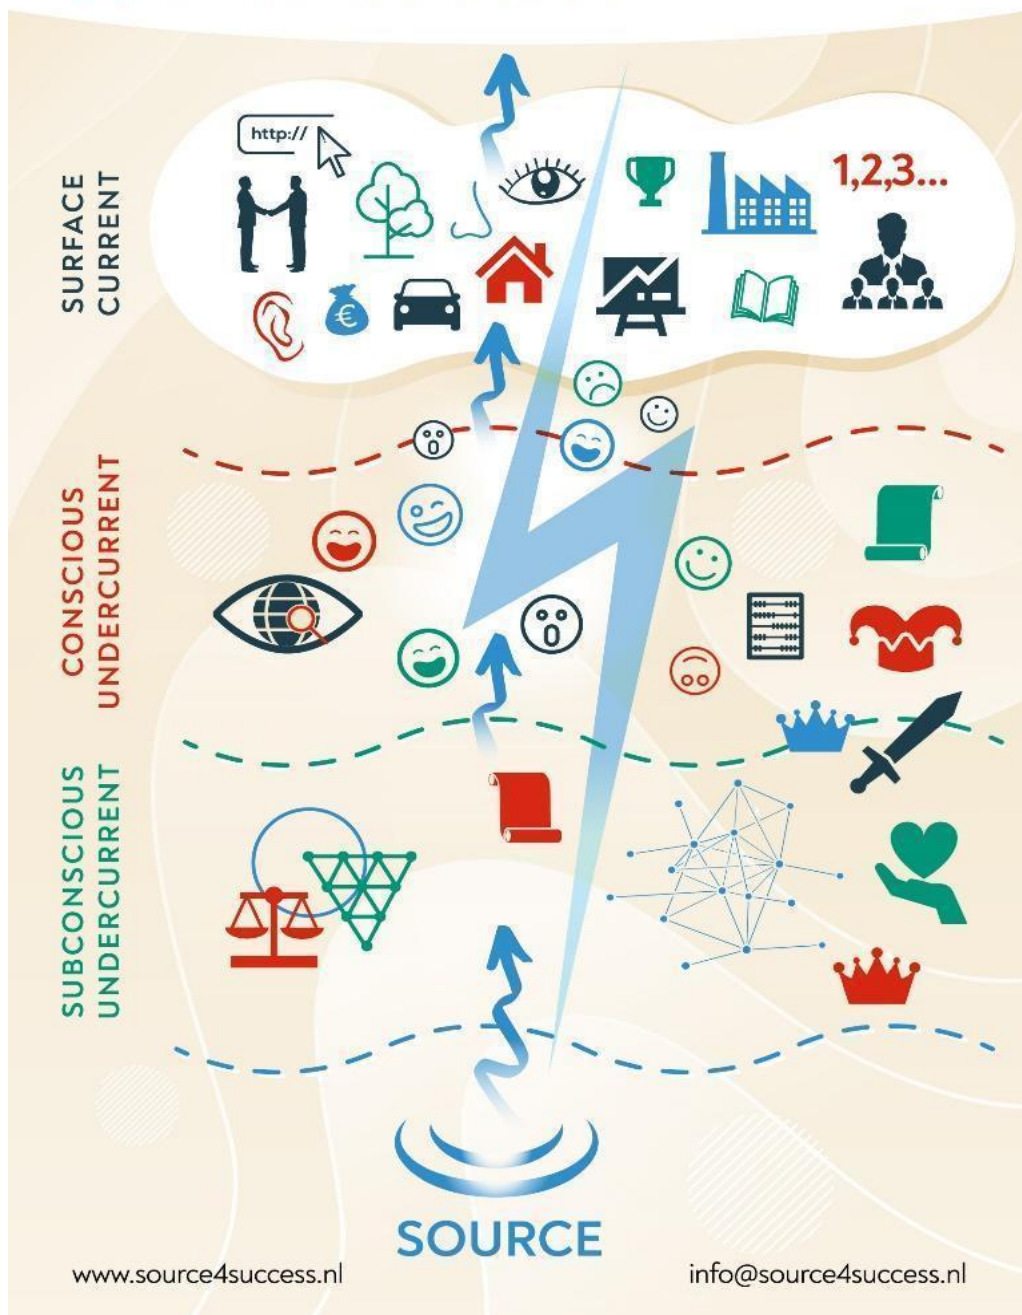 http://
1,2,3...
SURFACE
CURRENT
€
CONSCIOUS
UNDERCURRENT
SUBCONSCIOUS
UNDERCURRENT
SOURCE
www.source4success.nl
info@source4success.nl